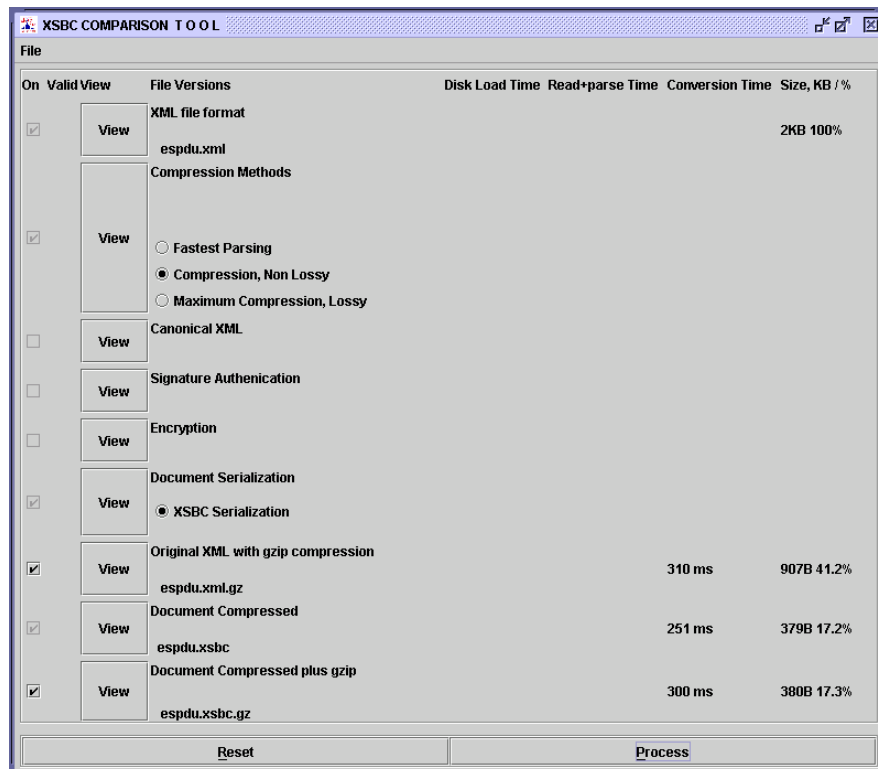 XSBC COMPARISON T O O L
File
On Valid View File Versions Disk Load Time Read+parse Time Conversion Time Size, KB / %
XML file format
View 2KB 100%
espdu.xml
Compression Methods
View
Fastest Parsing
Compression, Non Lossy
Maximum Compression, Lossy
Canonical XML
View
Signature Authenication
View
Encryption
View
Document Serialization
View
XSBC Serialization
Original XML with gzip compression
View 310 ms 907B 41.2%
espdu.xml.gz
Document Compressed
View 251 ms 379B 17.2%
espdu.xsbc
Document Compressed plus gzip
View 300 ms 380B 17.3%
espdu.xsbc.gz
Reset Process